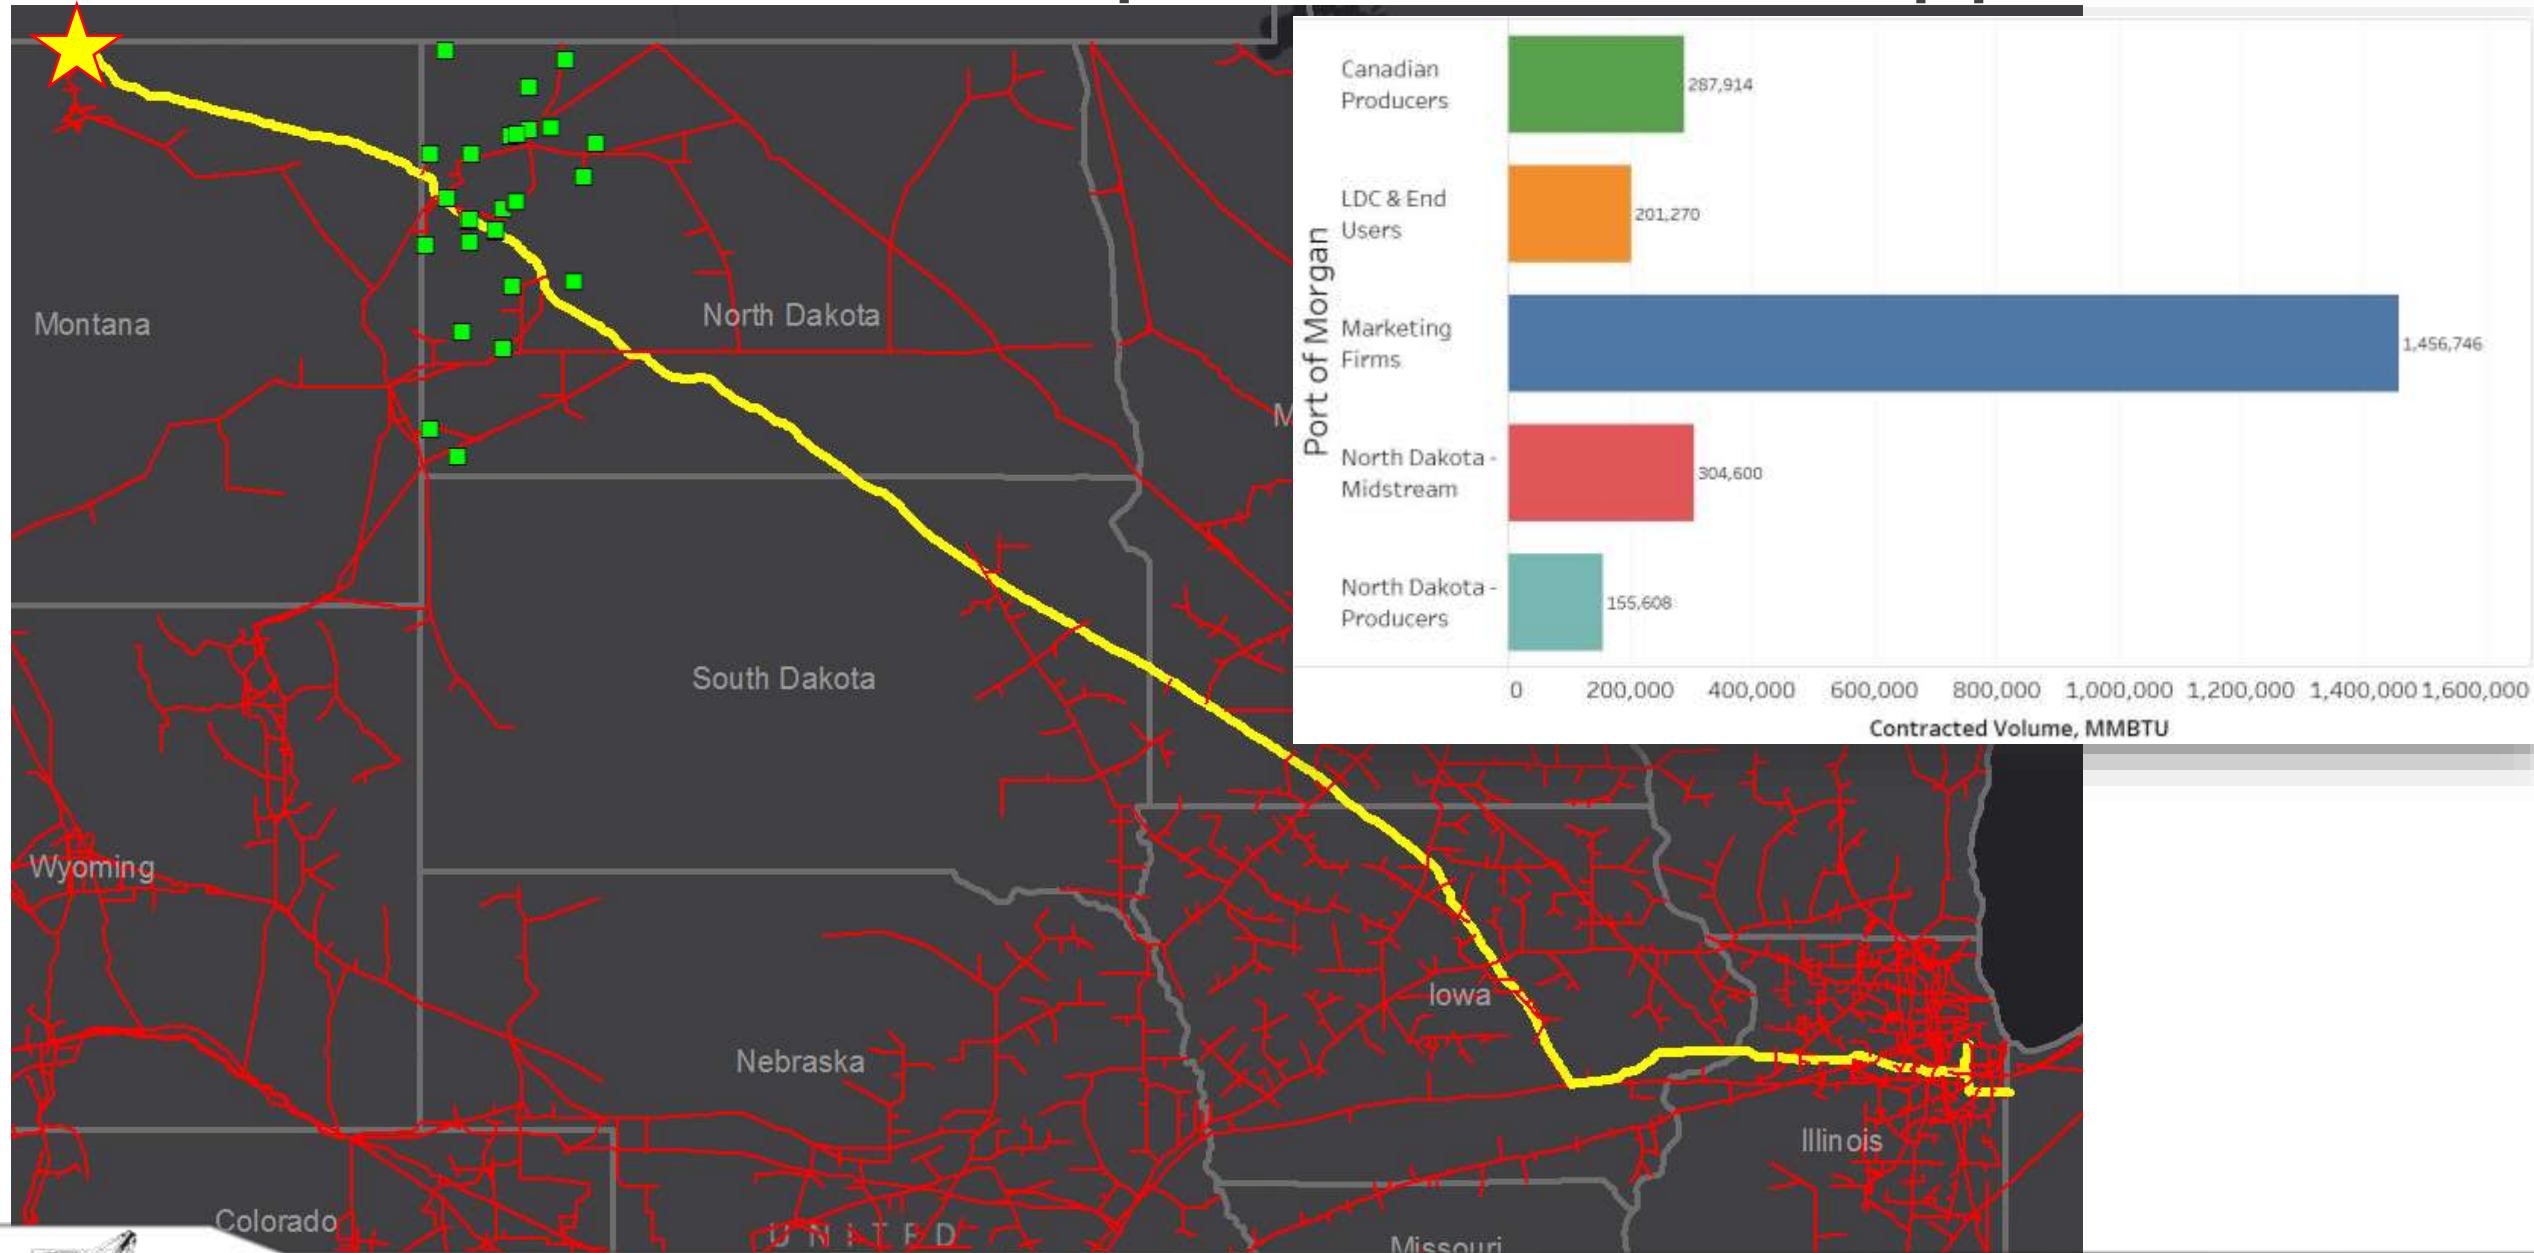 Port of Morgan
Canadian
Producers
287,914
LDC & End
Users
201,270
Marketing
Firms
1,456,746
North Dakota -
Midstream
304,600
North Dakota -
Producers
155,608
0 200,000 400,000 600,000 800,000 1,000,000 1,200,000 1,400,000 1,600,000
Contracted Volume, MMBTU
Montana
North Dakota
M
South Dakota
Wyoming
Iowa
Nebraska
Illinois
Colorado
UNITED
Missouri